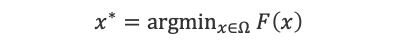 x* = argmin_{x∈Ω} F(x)